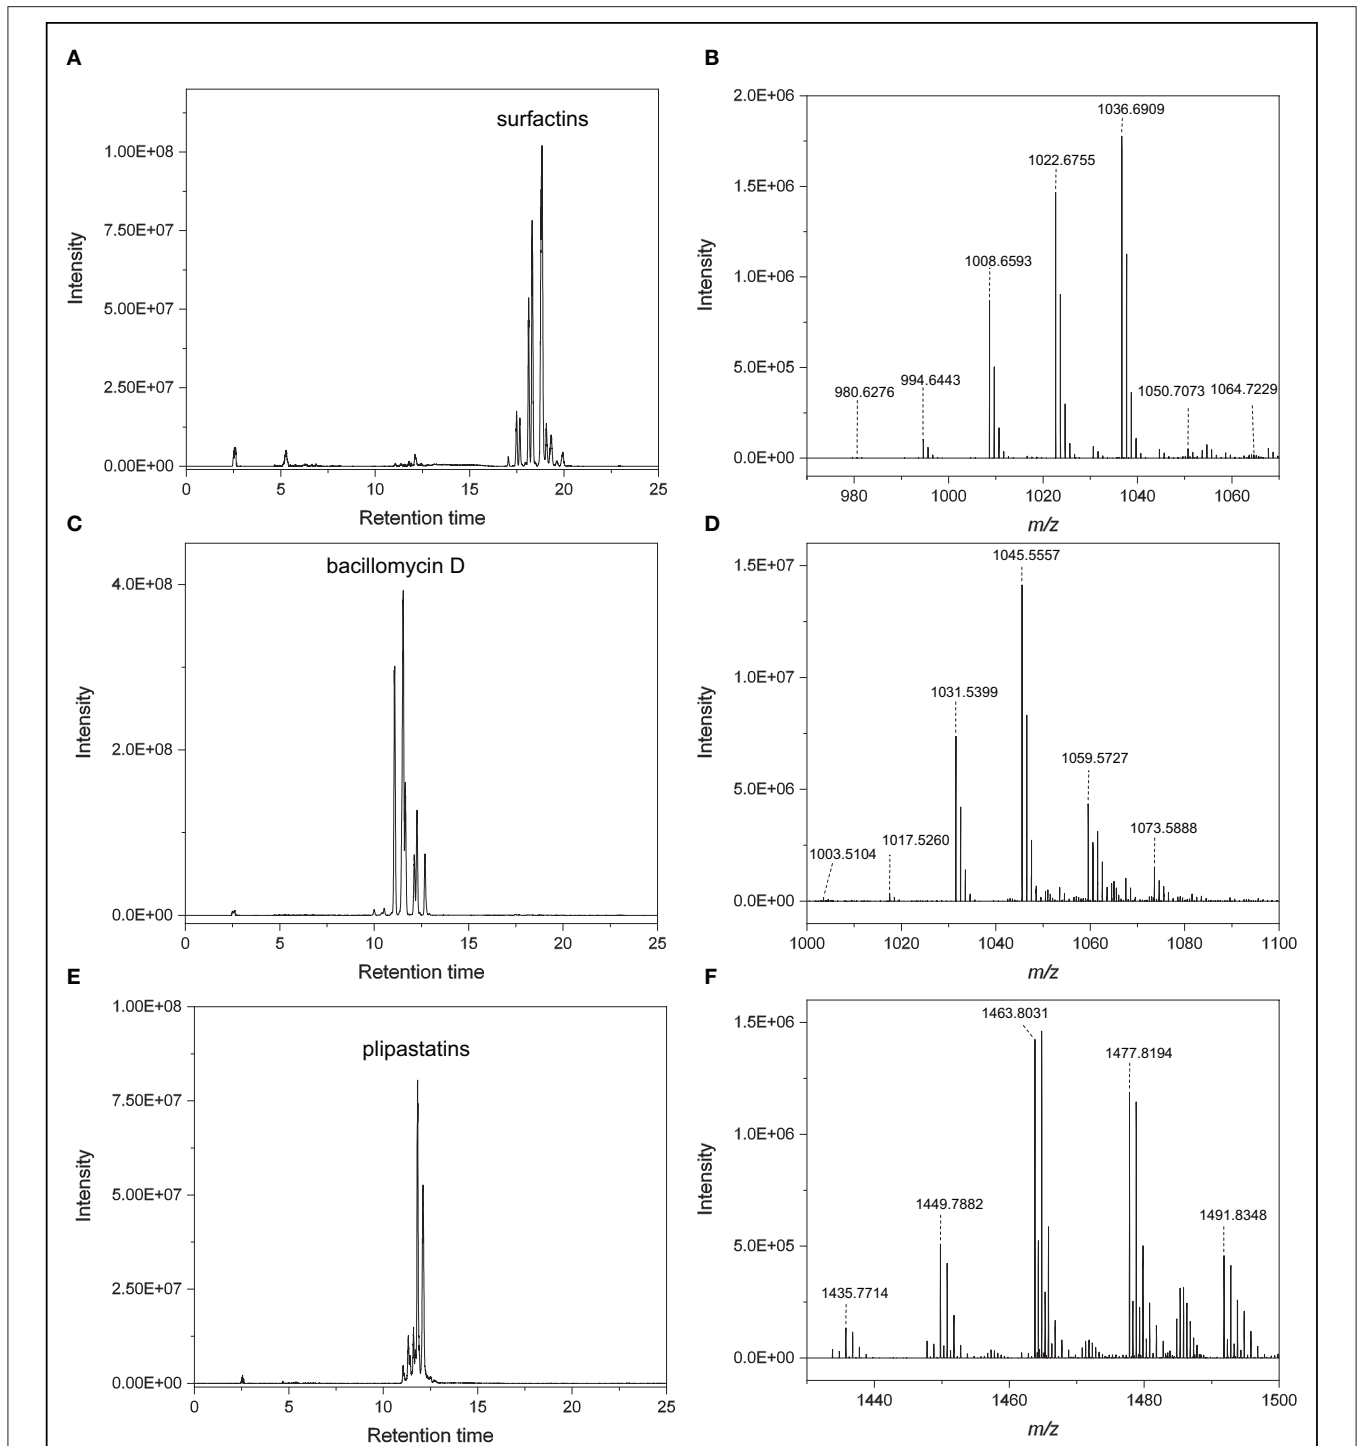 A
surfactins
1.00E+08
7.50E+07
5.00E+07
2.50E+07
0.00E+00
0 5 10 15 20 25
Intensity
Retention time
B
2.0E+06
1.5E+06
1.0E+06
5.0E+05
0.0E+00
980.6276
994.6443
1008.6593
1022.6755
1036.6909
1050.7073
1064.7229
980 1000 1020 1040 1060
Intensity
m/z
C
bacillomycin D
4.0E+08
2.0E+08
0.0E+00
0 5 10 15 20 25
Intensity
Retention time
D
1.5E+07
1.0E+07
5.0E+06
0.0E+00
1003.5104
1017.5260
1031.5399
1045.5557
1059.5727
1073.5888
1000 1020 1040 1060 1080 1100
Intensity
m/z
E
plipastatins
1.00E+08
7.50E+07
5.00E+07
2.50E+07
0.00E+00
0 5 10 15 20 25
Intensity
Retention time
F
1.5E+06
1.0E+06
5.0E+05
0.0E+00
1435.7714
1449.7882
1463.8031
1477.8194
1491.8348
1440 1460 1480 1500
Intensity
m/z